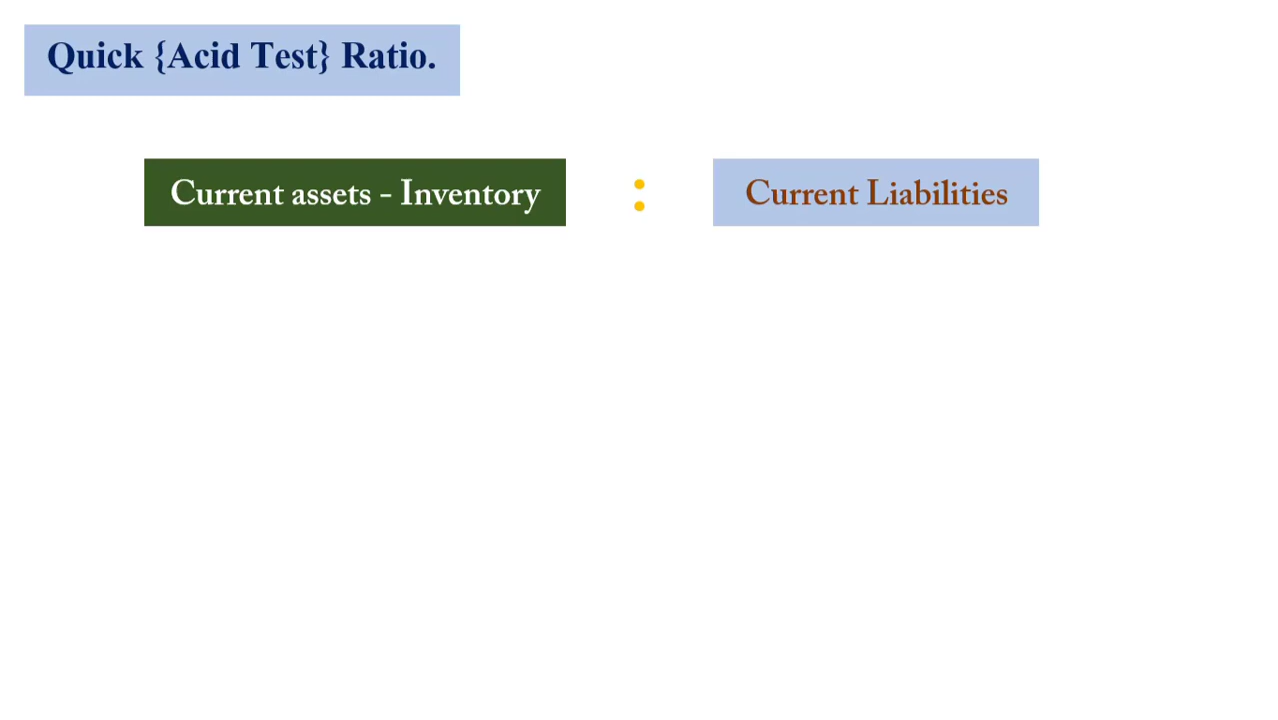 Quick {Acid Test} Ratio.
Current assets - Inventory : Current Liabilities